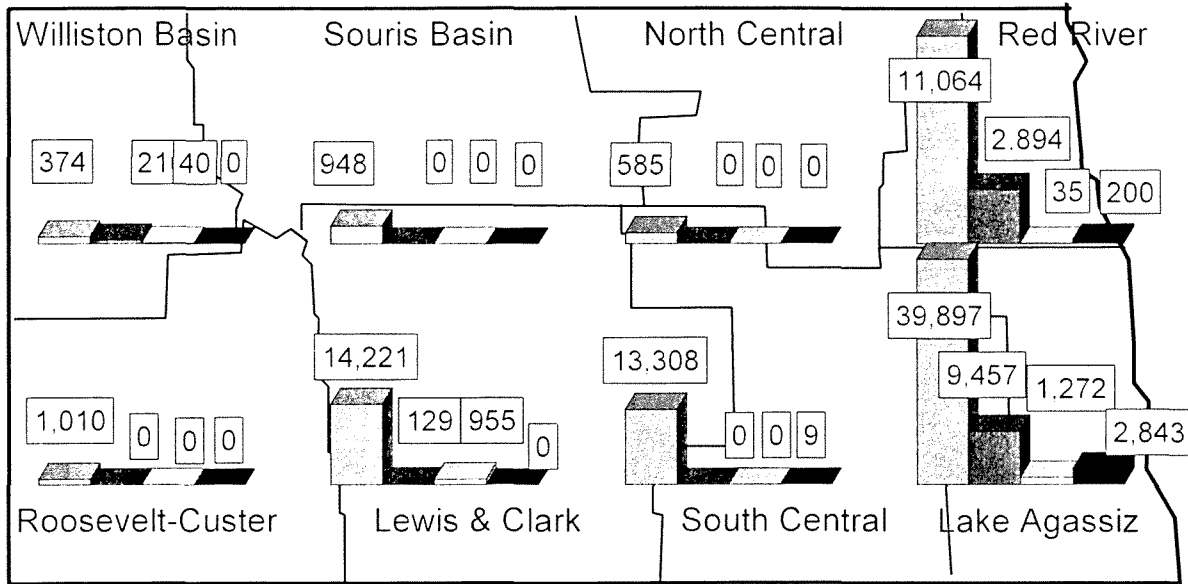 Williston Basin Souris Basin North Central Red River
11,064
374 21 40 0 948 0 0 0 585 0 0 0 2.894
35 200
39,897
14,221 13,308
9,457 1,272
1,010 0 0 0 129 955 0 0 0 9 2,843
Roosevelt-Custer Lewis & Clark South Central Lake Agassiz